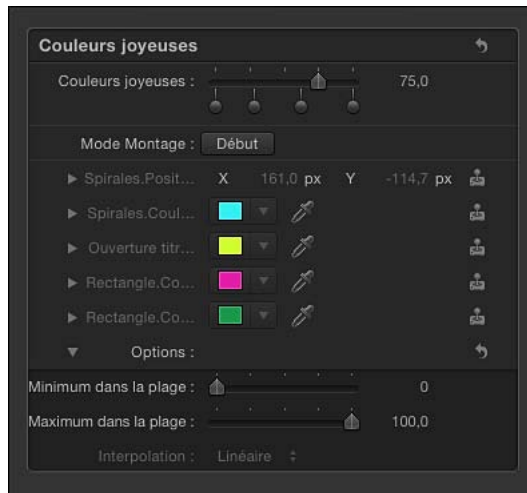 Couleurs joyeuses
Couleurs joyeuses : 75,0
Mode Montage : Début
Spirales.Posit... X 161,0 px Y -114,7 px
Spirales.Coul...
Ouverture titr...
Rectangle.Co...
Rectangle.Co...
Options :
Minimum dans la plage : 0
Maximum dans la plage : 100,0
Interpolation : Linéaire